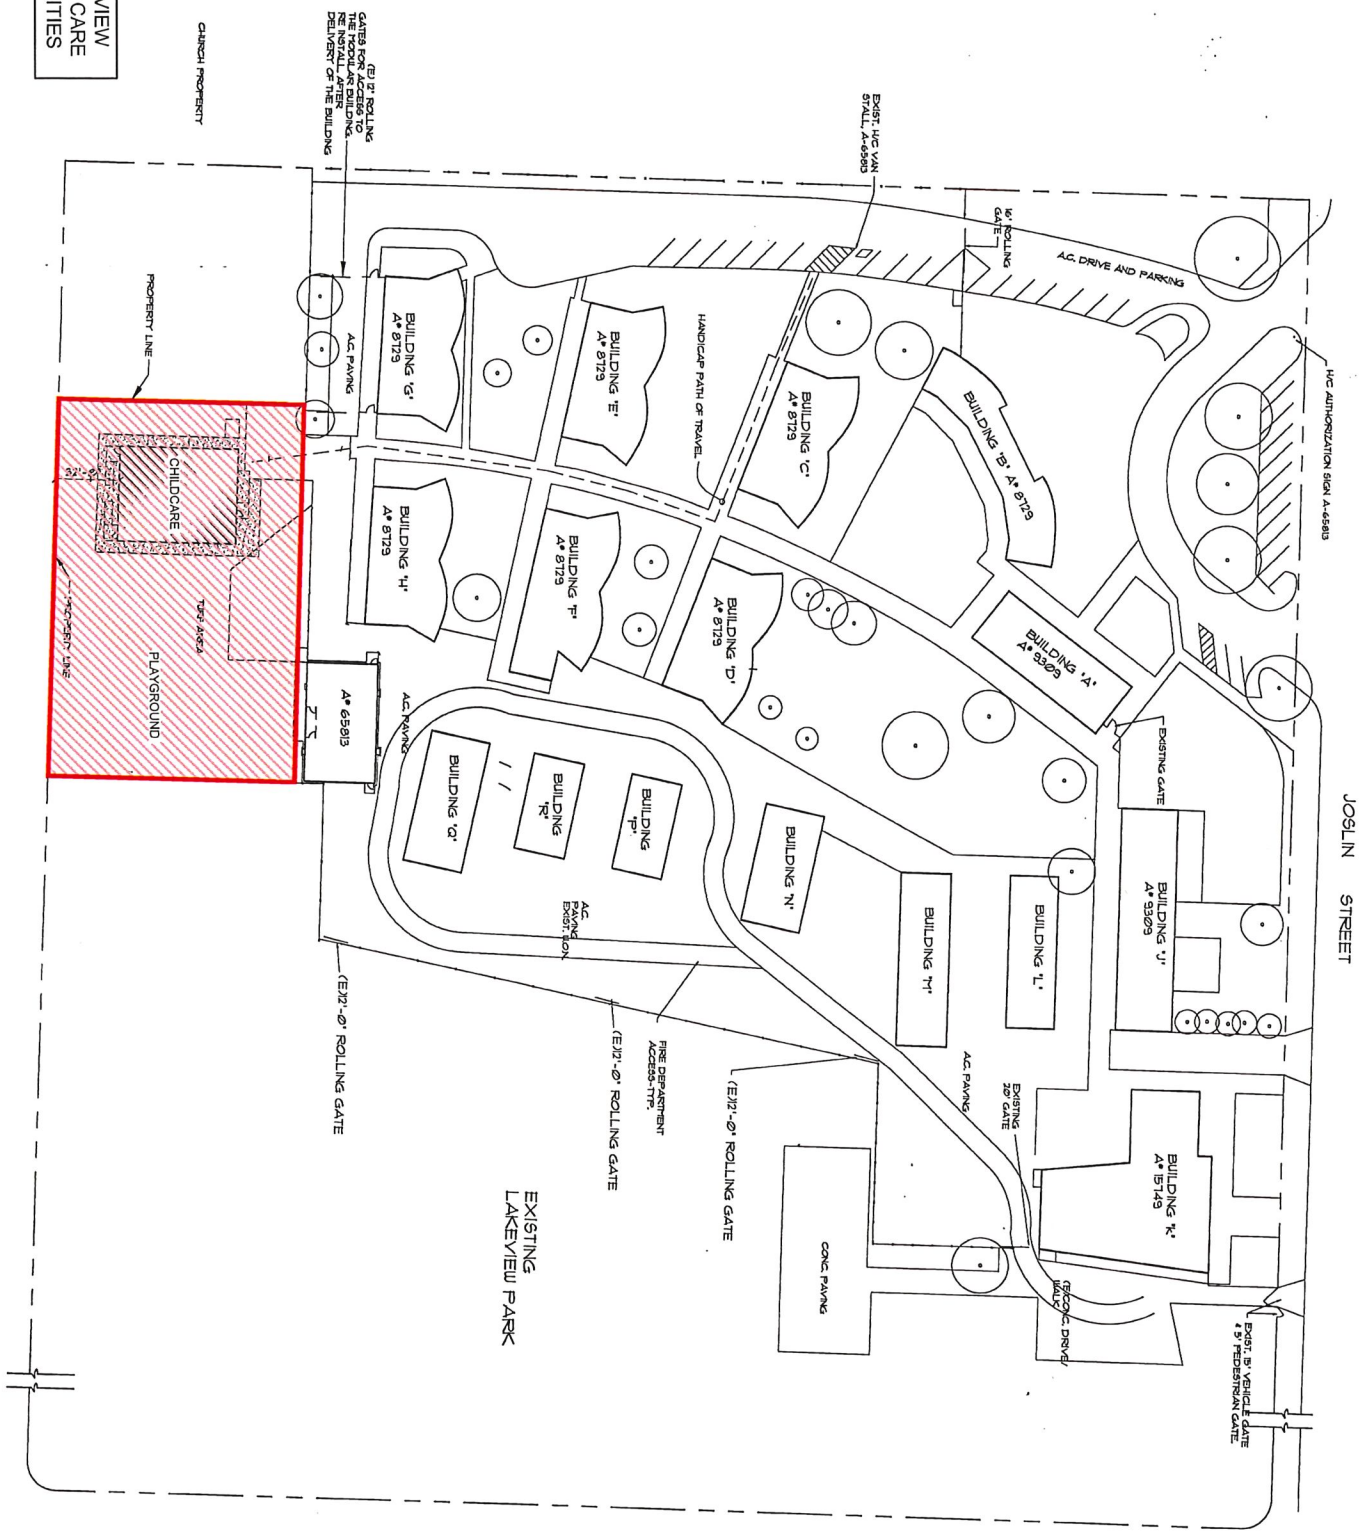 VIEW
CARE
ITIES
CHURCH PROPERTY
(E) 12' ROLLING
GATES FOR ACCESS TO
THE MODULAR BUILDING.
RE INSTALL AFTER
DELIVERY OF THE BUILDING
EXIST. H/C VAN
STALL, A-65813
16' ROLLING
GATE
A.C. DRIVE AND PARKING
H/C AUTHORIZATION SIGN A-65813
JOSLIN STREET
PROPERTY LINE
A.C. PAVING
BUILDING 'G'
A# 8729
BUILDING 'E'
A# 8729
HANDICAP PATH OF TRAVEL
BUILDING 'C'
A# 8729
BUILDING 'B' A# 8729
BUILDING 'A'
A# 9309
EXISTING GATE
CHILDCARE
TURF AREA
PLAYGROUND
PROPERTY LINE
BUILDING 'H'
A# 8729
BUILDING 'F'
A# 8729
BUILDING 'D'
A# 8729
A# 65813
A.C. PAVING
BUILDING 'Q'
BUILDING
'R'
BUILDING
'P'
BUILDING 'N'
BUILDING 'M'
BUILDING 'L'
BUILDING 'J'
A# 9309
A.C.
PAVING
EXIST.
(E)12'-0" ROLLING GATE
(E)12'-0" ROLLING GATE
FIRE DEPARTMENT
ACCESS-TYP.
(E)12'-0" ROLLING GATE
A.C. PAVING
EXISTING
20' GATE
BUILDING 'K'
A# 15749
CONC. PAVING
(E)CONC. DRIVE/
WALK
EXIST. 15' VEHICLE GATE
& 5' PEDESTRIAN GATE
EXISTING
LAKEVIEW PARK